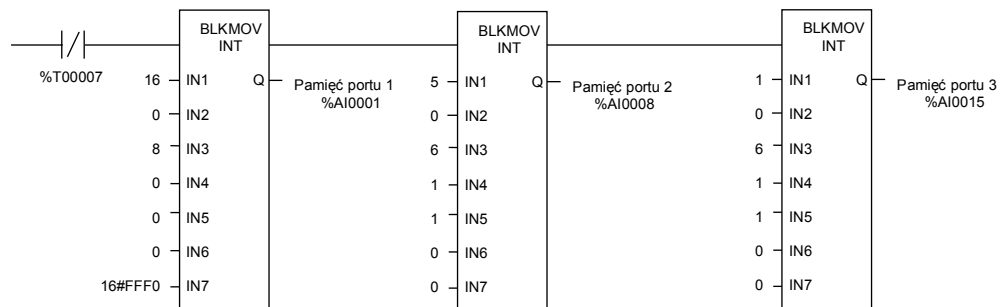 BLKMOV
INT
%T00007
16 IN1 Q Pamięć portu 1
%AI0001
0 IN2
8 IN3
0 IN4
0 IN5
0 IN6
16#FFF0 IN7
BLKMOV
INT
5 IN1 Q Pamięć portu 2
%AI0008
0 IN2
6 IN3
1 IN4
1 IN5
0 IN6
0 IN7
BLKMOV
INT
1 IN1 Q Pamięć portu 3
%AI0015
0 IN2
6 IN3
1 IN4
1 IN5
0 IN6
0 IN7